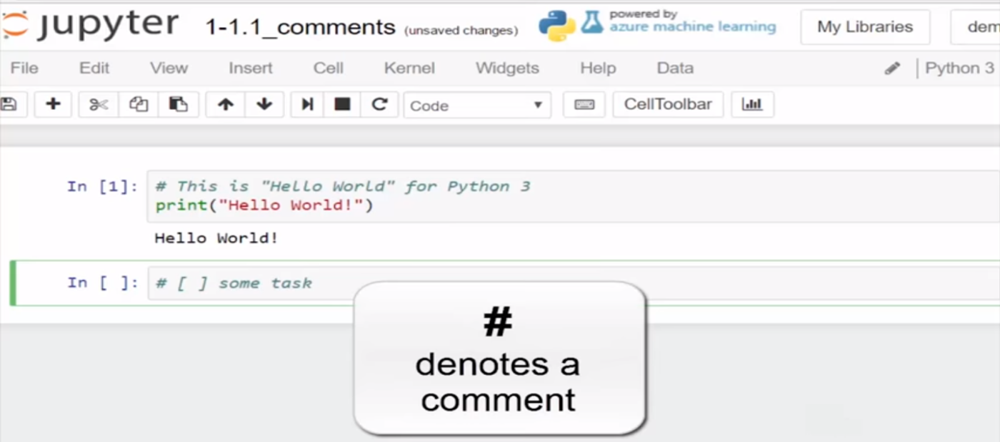 jupyter 1-1.1_comments (unsaved changes) powered by
azure machine learning My Libraries dem
File Edit View Insert Cell Kernel Widgets Help Data Python 3
Code CellToolbar
In [1]: # This is "Hello World" for Python 3
print("Hello World!")
Hello World!
In [ ]: # [ ] some task
#
denotes a
comment